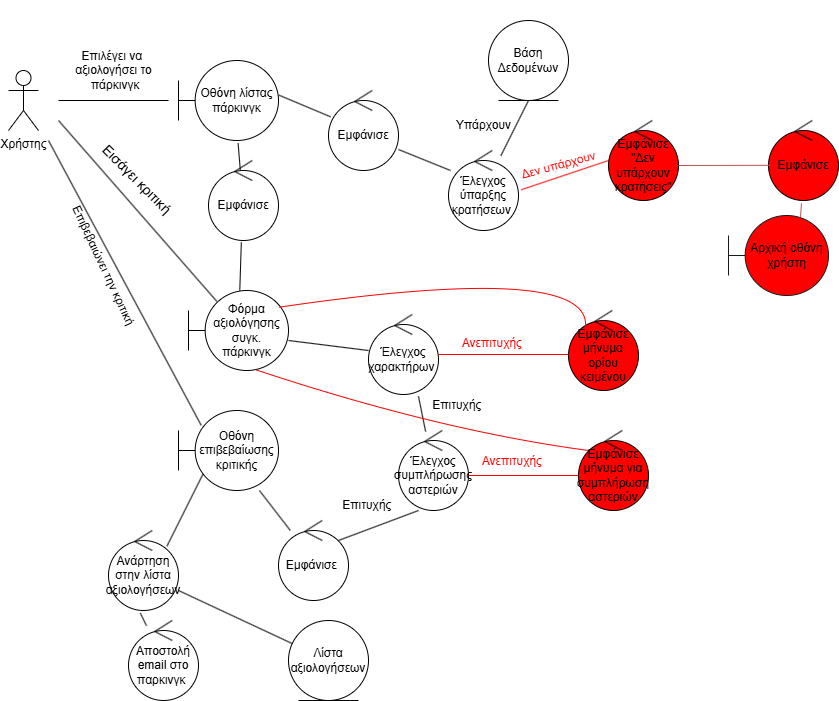 Επιλέγει να
αξιολογήσει το
πάρκινγκ
Χρήστης
Οθόνη λίστας
πάρκινγκ
Εμφάνισε
Βάση
Δεδομένων
Υπάρχουν
Έλεγχος
ύπαρξης
κρατήσεων
Δεν υπάρχουν
Εμφάνισε
"Δεν
υπάρχουν
κρατήσεις"
Εμφάνισε
Αρχική οθόνη
χρήστη
Εισάγει κριτική
Εμφάνισε
Επιβεβαιώνει την κριτική
Φόρμα
αξιολόγησης
συγκ.
πάρκινγκ
Έλεγχος
χαρακτήρων
Ανεπιτυχής
Εμφάνισε
μήνυμα
ορίου
κειμένου
Επιτυχής
Οθόνη
επιβεβαίωσης
κριτικής
Έλεγχος
συμπλήρωσης
αστεριών
Ανεπιτυχής
Εμφάνισε
μήνυμα για
συμπλήρωση
αστεριών
Επιτυχής
Εμφάνισε
Ανάρτηση
στην λίστα
αξιολογήσεων
Αποστολή
email στο
παρκινγκ
Λίστα
αξιολογήσεων